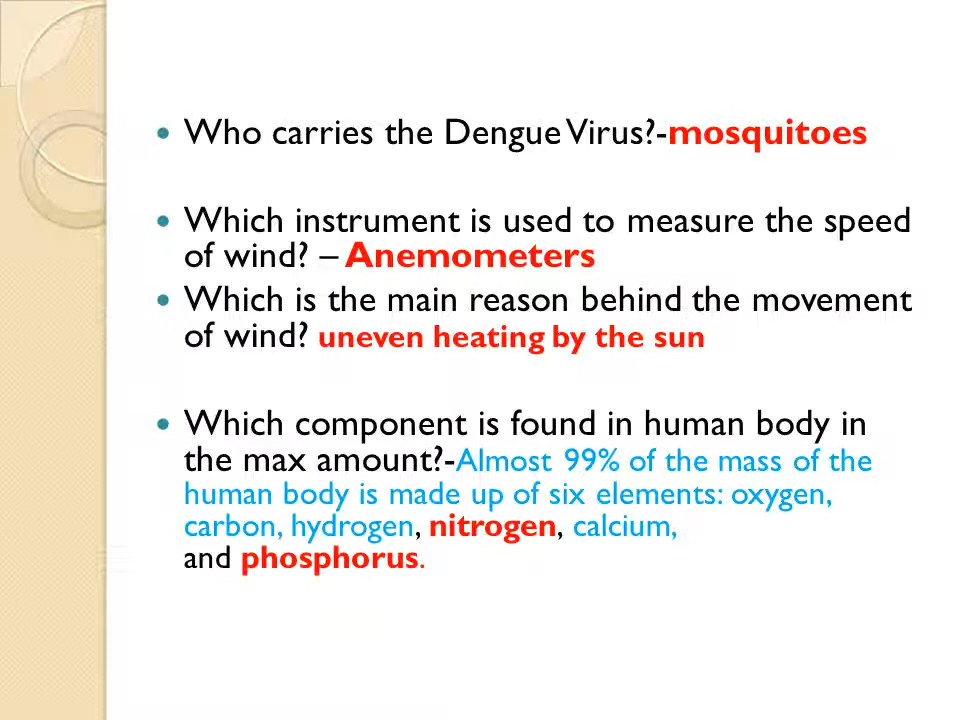 • Who carries the Dengue Virus?-mosquitoes
• Which instrument is used to measure the speed
of wind? – Anemometers
• Which is the main reason behind the movement
of wind? uneven heating by the sun
• Which component is found in human body in
the max amount?-Almost 99% of the mass of the
human body is made up of six elements: oxygen,
carbon, hydrogen, nitrogen, calcium,
and phosphorus.